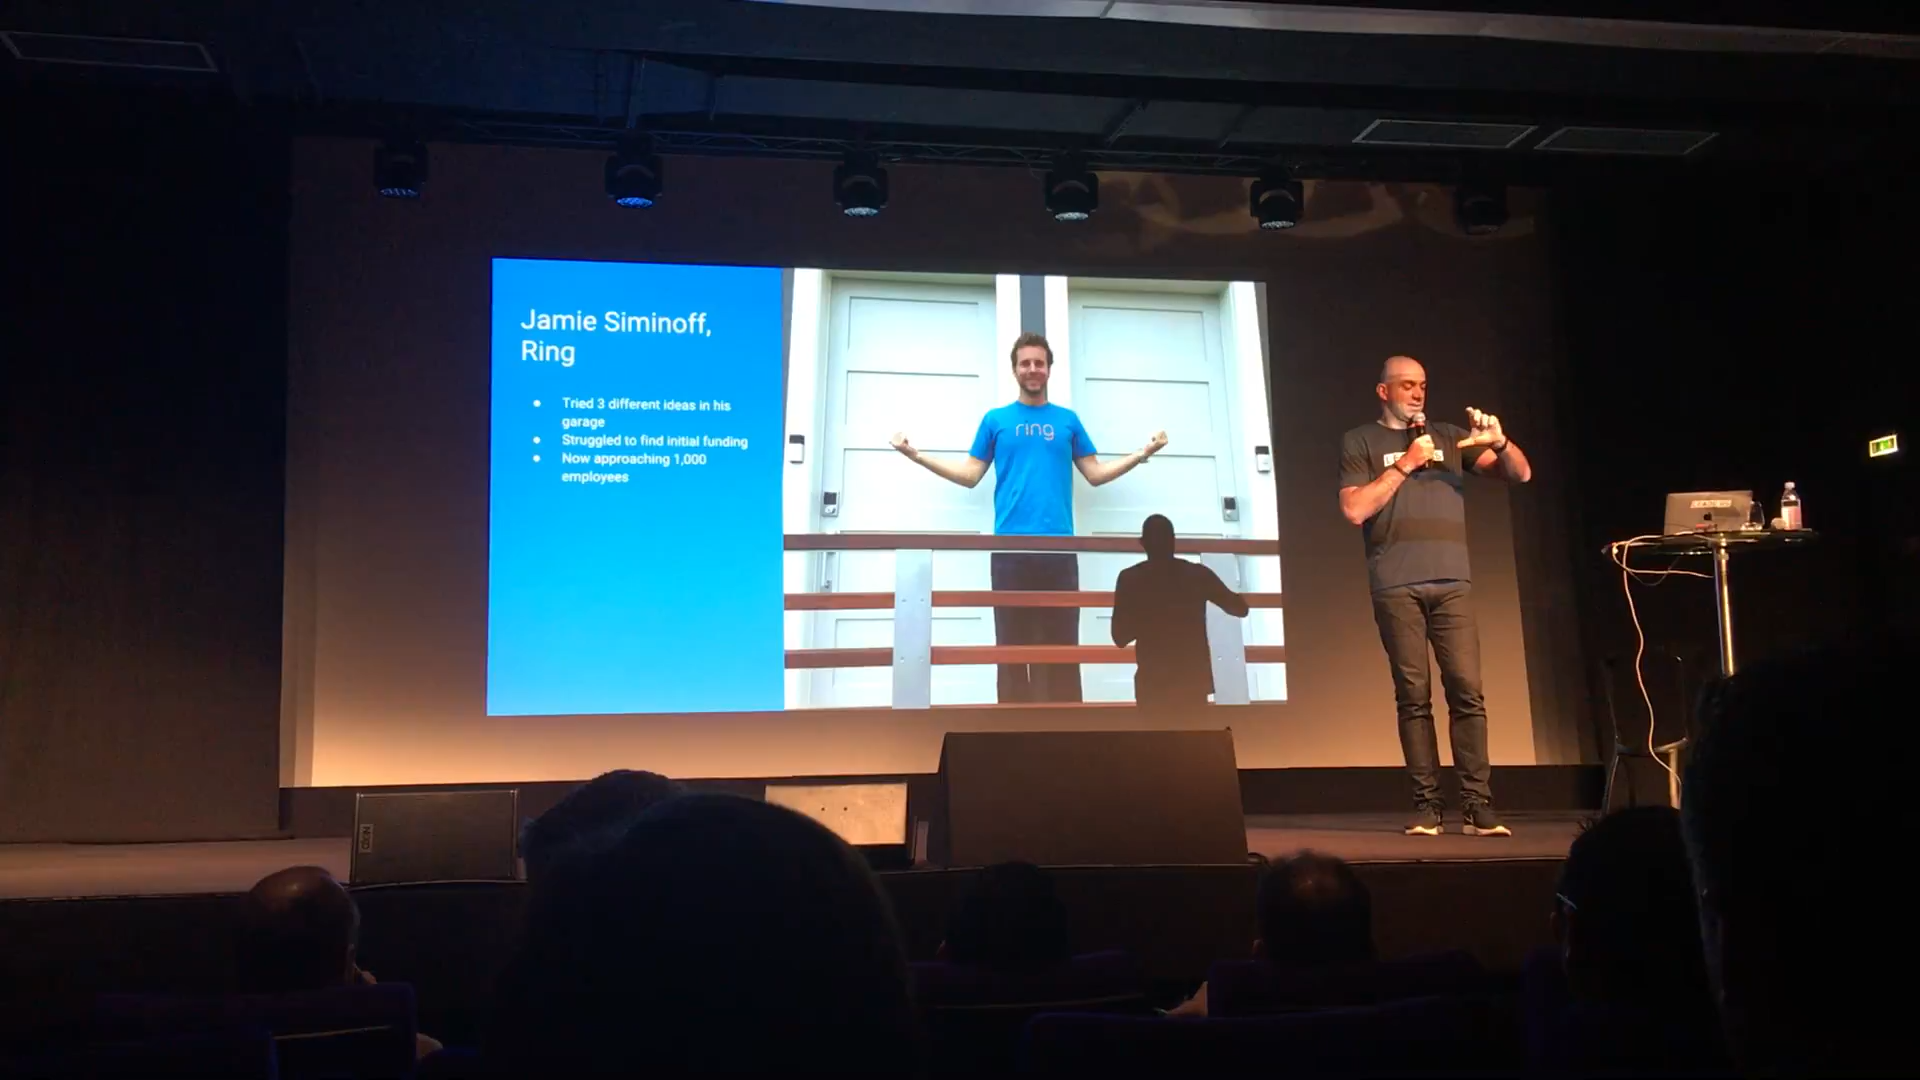 Jamie Siminoff,
Ring
Tried 3 different ideas in his
garage
Struggled to find initial funding
Now approaching 1,000
employees
ring
NEXO